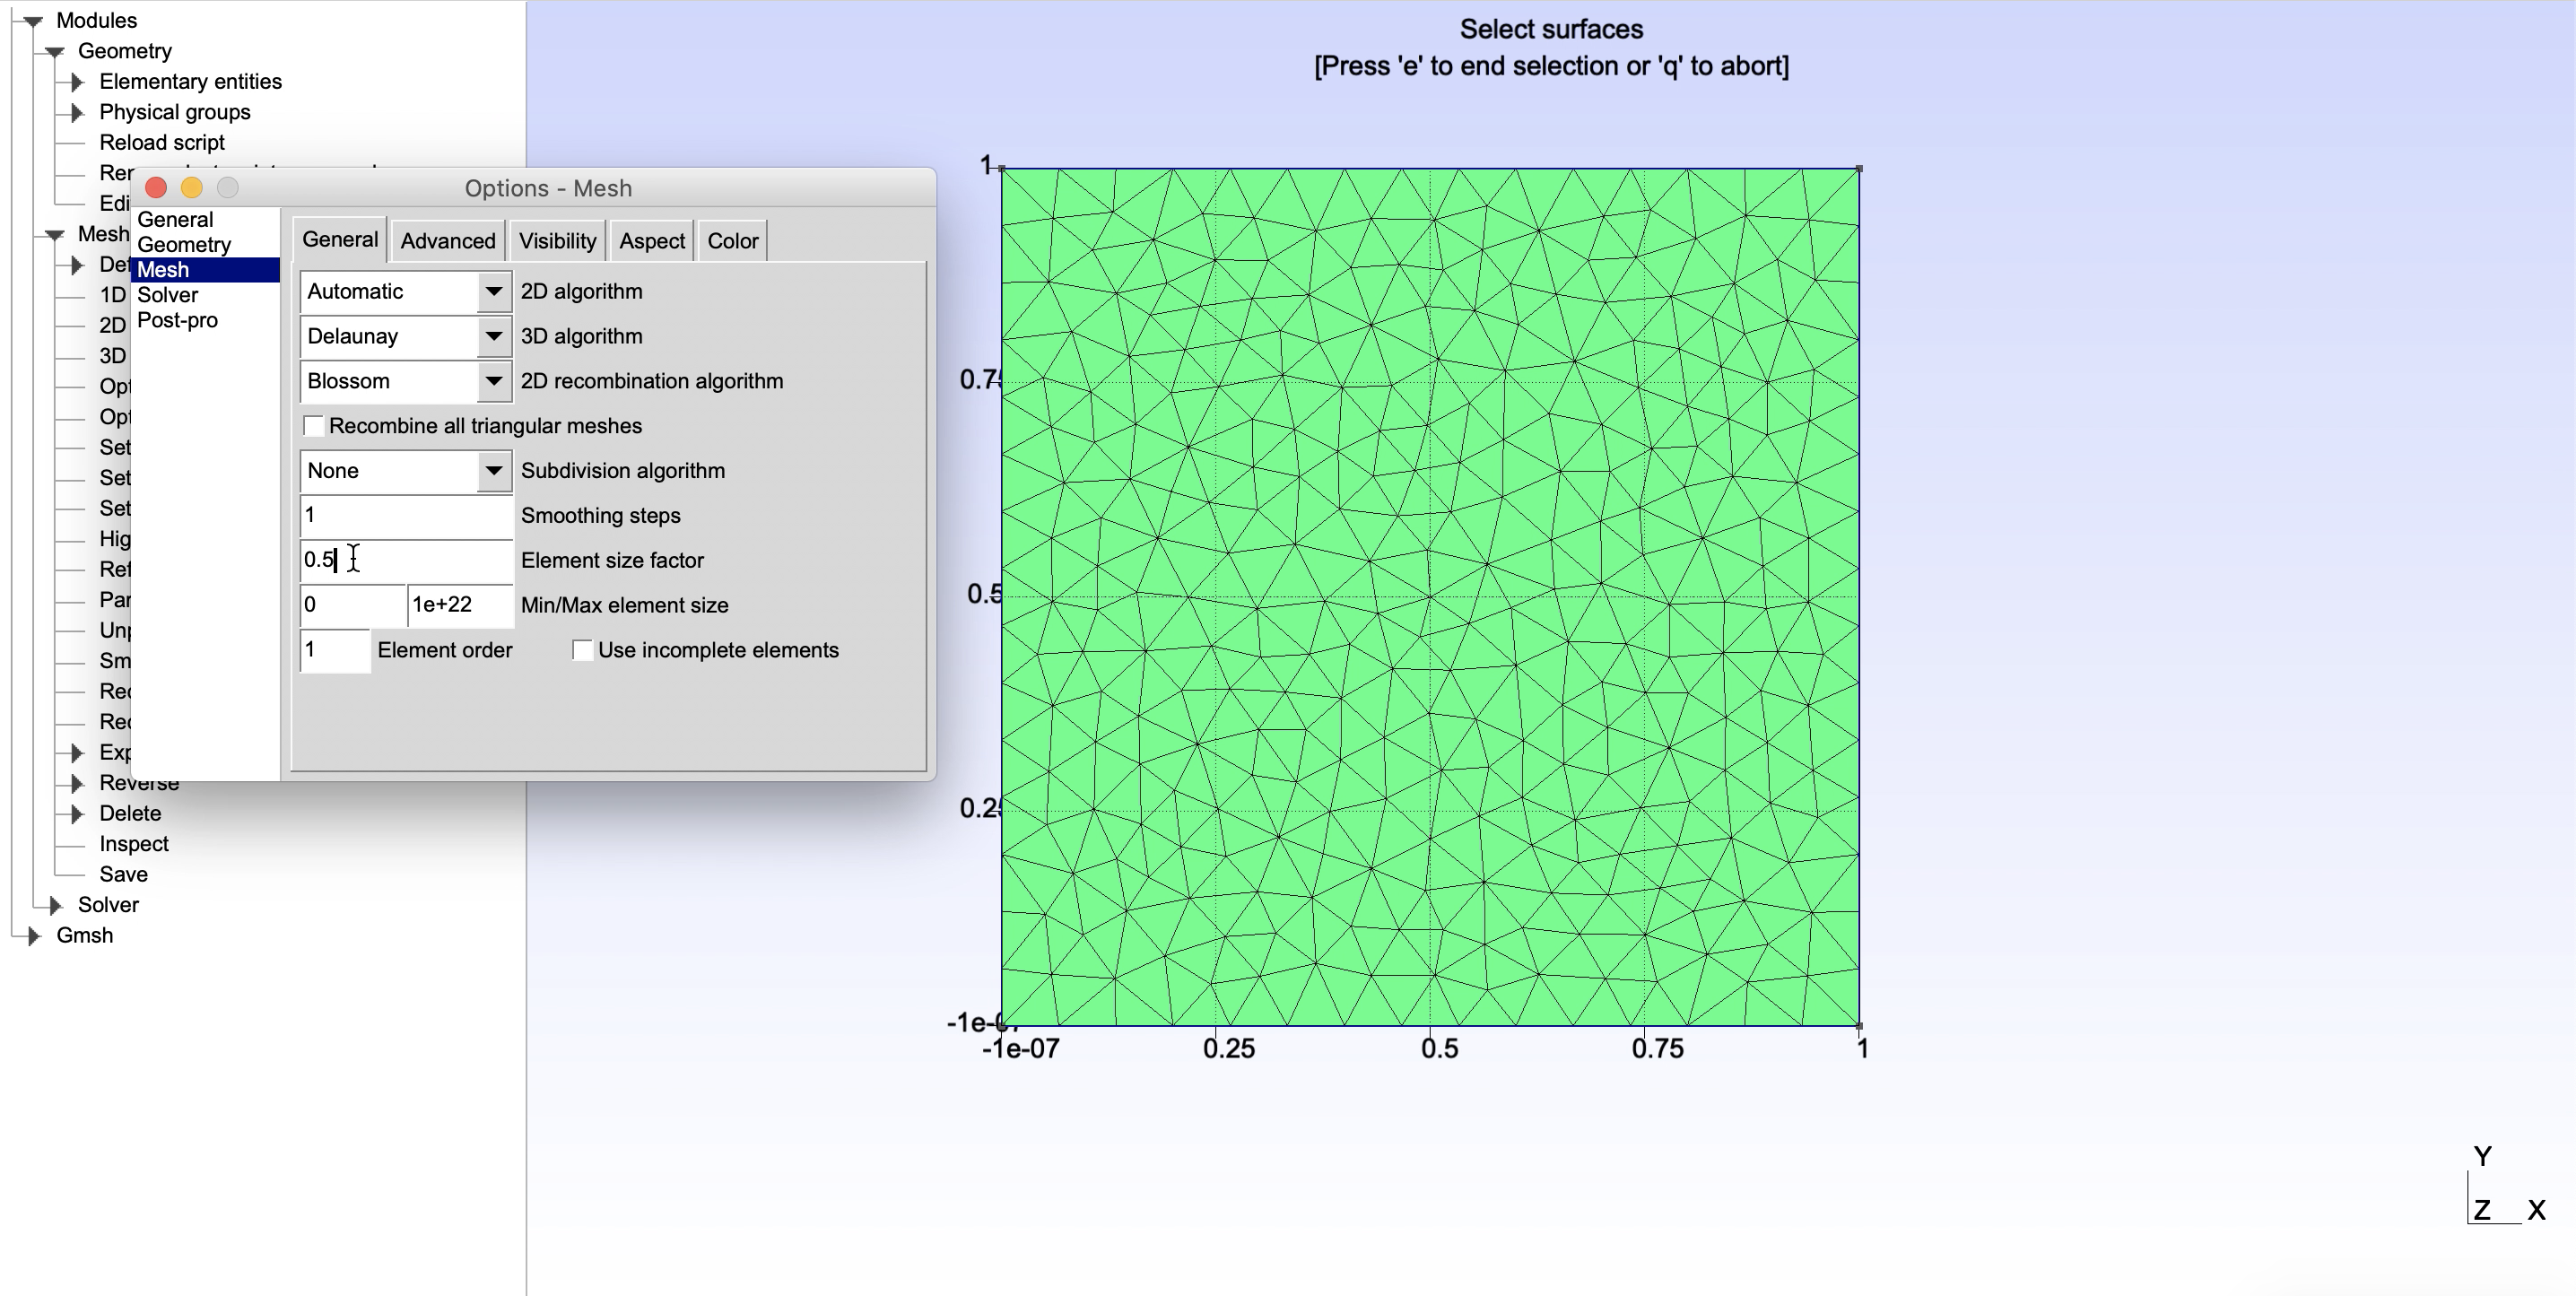 Modules
Geometry
Elementary entities
Physical groups
Reload script
Edi
Mesh
Def
1D
2D
3D
Opt
Opt
Set
Set
Set
Hig
Ref
Par
Unp
Sm
Rec
Rec
Exp
Reverse
Delete
Inspect
Save
Solver
Gmsh
Options - Mesh
General
Geometry
Mesh
Solver
Post-pro
General Advanced Visibility Aspect Color
Automatic 2D algorithm
Delaunay 3D algorithm
Blossom 2D recombination algorithm
Recombine all triangular meshes
None Subdivision algorithm
1 Smoothing steps
0.5 Element size factor
0 1e+22 Min/Max element size
1 Element order Use incomplete elements
Select surfaces
[Press 'e' to end selection or 'q' to abort]
1
0.7
0.5
0.2
-1e-0
-1e-07 0.25 0.5 0.75 1
Y
Z X